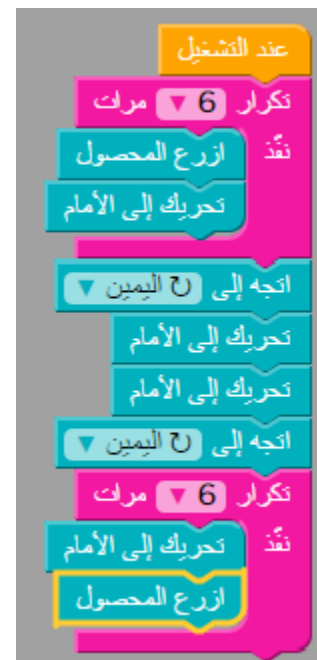 عند التشغيل
تكرار 6 ▼ مرات
نفّذ ازرع المحصول
تحريك إلى الأمام
اتجه إلى ↻ اليمين ▼
تحريك إلى الأمام
تحريك إلى الأمام
اتجه إلى ↻ اليمين ▼
تكرار 6 ▼ مرات
نفّذ تحريك إلى الأمام
ازرع المحصول